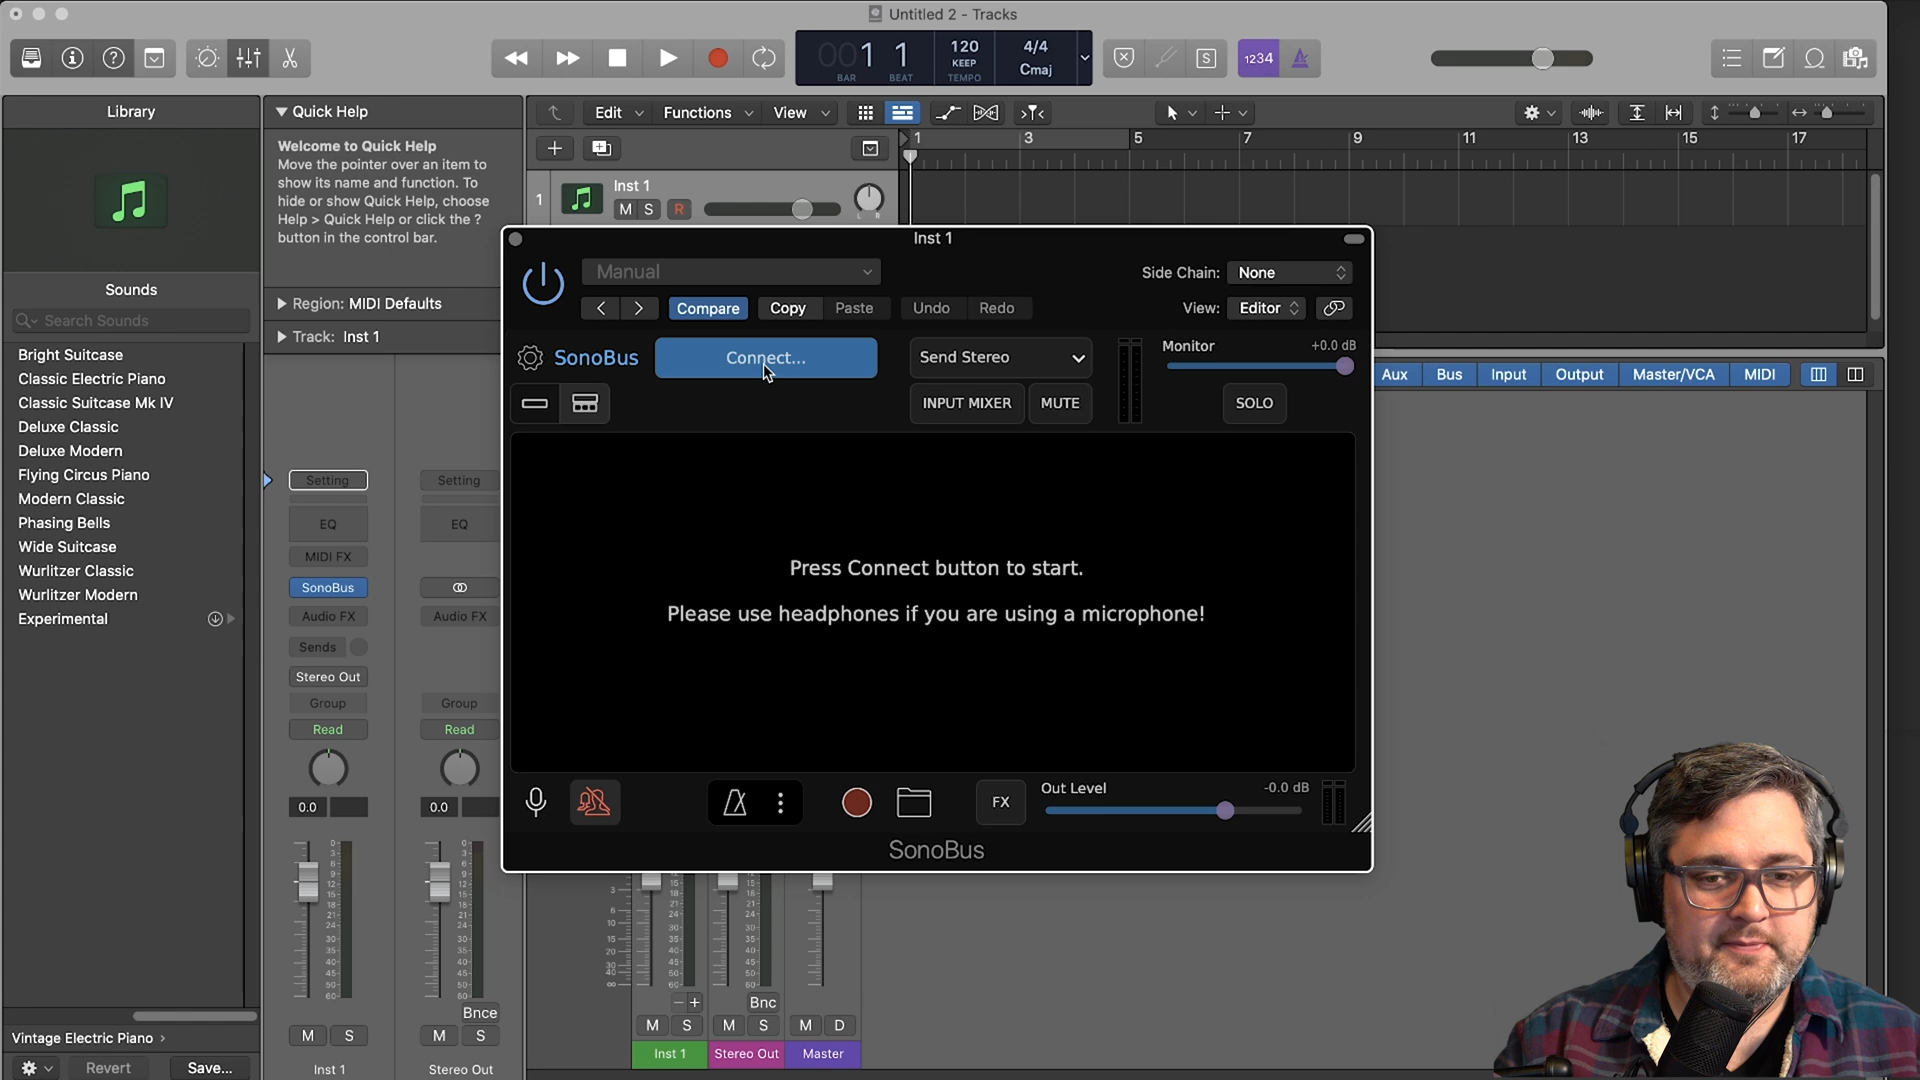 Untitled 2 - Tracks
001 1
BAR BEAT
120
KEEP
TEMPO
4/4
Cmaj
S
1234
Library
Quick Help
Edit
Functions
View
Welcome to Quick Help
Move the pointer over an item to
show its name and function. To
hide or show Quick Help, choose
Help > Quick Help or click the ?
button in the control bar.
1 3 5 7 9 11 13 15 17
1
Inst 1
M S R
L R
Sounds
Search Sounds
Region: MIDI Defaults
Track: Inst 1
Bright Suitcase
Classic Electric Piano
Classic Suitcase Mk IV
Deluxe Classic
Deluxe Modern
Flying Circus Piano
Modern Classic
Phasing Bells
Wide Suitcase
Wurlitzer Classic
Wurlitzer Modern
Experimental
Vintage Electric Piano
Revert
Save...
Setting
EQ
MIDI FX
SonoBus
Audio FX
Sends
Stereo Out
Group
Read
0.0
M S
Inst 1
Setting
EQ
Audio FX
Group
Read
0.0
Bnce
M S
Stereo Out
Inst 1
Manual
Side Chain: None
Compare
Copy
Paste
Undo
Redo
View: Editor
SonoBus
Connect...
Send Stereo
Monitor
+0.0 dB
INPUT MIXER
MUTE
SOLO
Press Connect button to start.
Please use headphones if you are using a microphone!
FX
Out Level
-0.0 dB
SonoBus
Aux
Bus
Input
Output
Master/VCA
MIDI
Bnc
M S
M S
M D
Inst 1
Stereo Out
Master